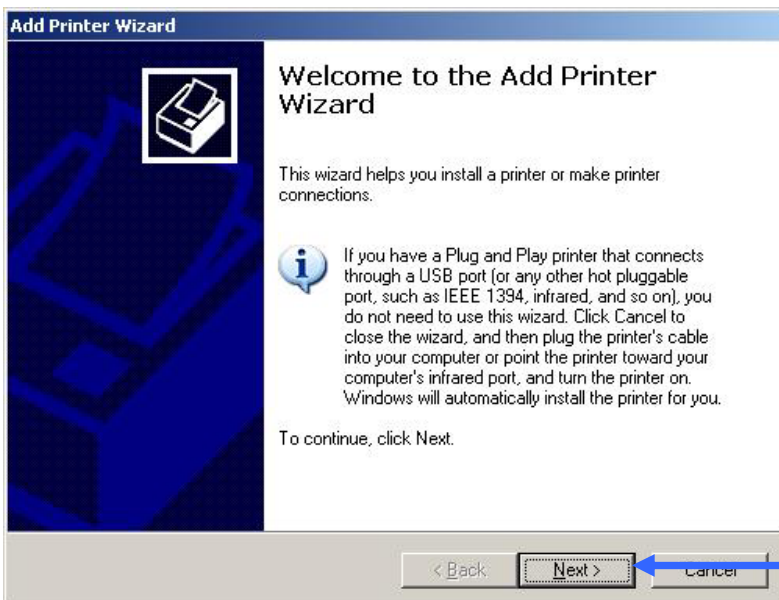 Add Printer Wizard
Welcome to the Add Printer
Wizard
This wizard helps you install a printer or make printer
connections.
If you have a Plug and Play printer that connects
through a USB port (or any other hot pluggable
port, such as IEEE 1394, infrared, and so on), you
do not need to use this wizard. Click Cancel to
close the wizard, and then plug the printer's cable
into your computer or point the printer toward your
computer's infrared port, and turn the printer on.
Windows will automatically install the printer for you.
To continue, click Next.
< Back Next > Cancel